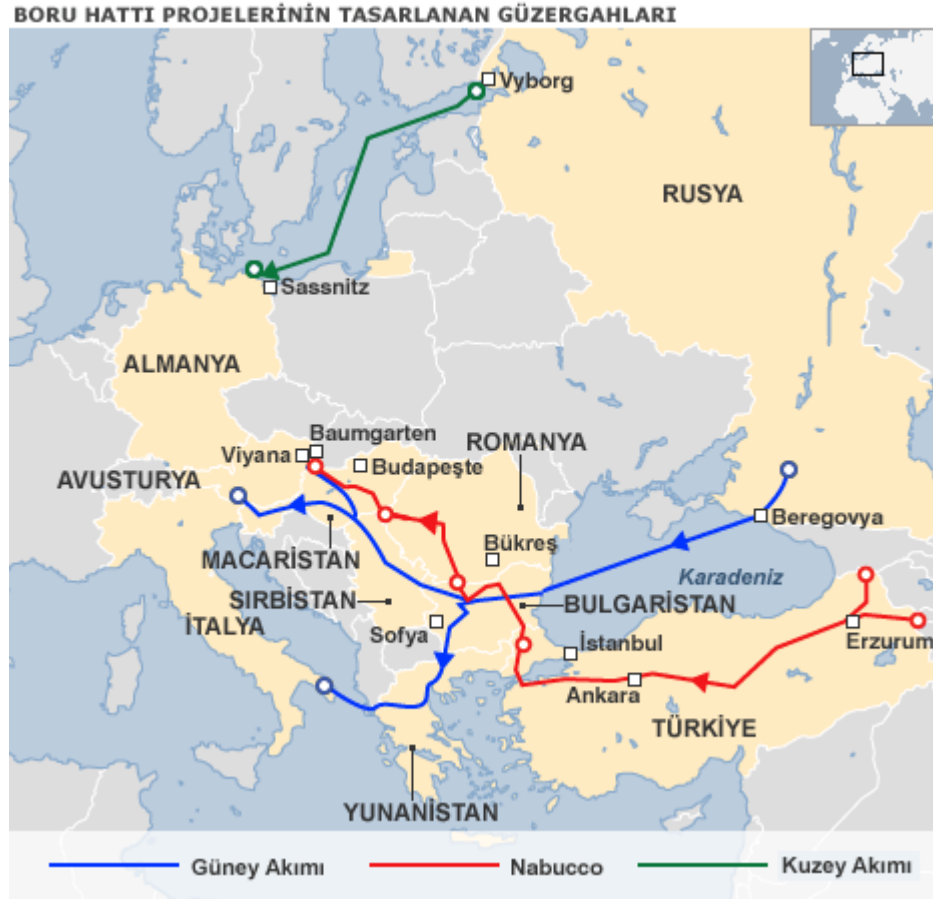 BORU HATTI PROJELERİNİN TASARLANAN GÜZERGAHLARI
Vyborg
RUSYA
Sassnitz
ALMANYA
Baumgarten
ROMANYA
Viyana
Budapeşte
AVUSTURYA
Beregovya
MACARİSTAN
Bükreş
Karadeniz
SIRBİSTAN
BULGARİSTAN
İTALYA
Sofya
İstanbul
Erzurum
Ankara
TÜRKİYE
YUNANİSTAN
Güney Akımı
Nabucco
Kuzey Akımı